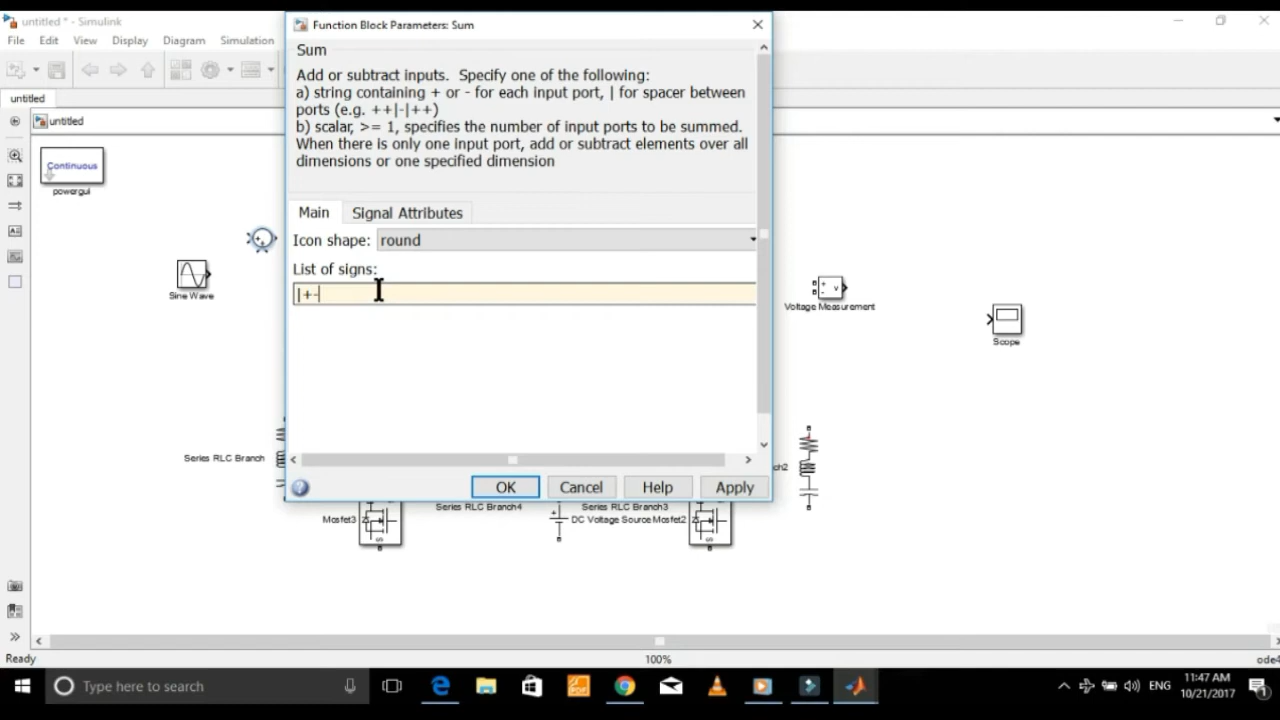 untitled * - Simulink
Function Block Parameters: Sum
File Edit View Display Diagram Simulation
Sum
Add or subtract inputs. Specify one of the following:
a) string containing + or - for each input port, | for spacer between
ports (e.g. ++|-|++)
b) scalar, >= 1, specifies the number of input ports to be summed.
When there is only one input port, add or subtract elements over all
dimensions or one specified dimension
untitled
untitled
Continuous
powergui
Main Signal Attributes
Icon shape: round
List of signs:
|+-
Sine Wave
Voltage Measurement
Scope
Series RLC Branch
ch2
OK Cancel Help Apply
Series RLC Branch4 Series RLC Branch3
Mosfet3 DC Voltage Source Mosfet2
Ready 100% ode4
Type here to search
ENG
11:47 AM
10/21/2017